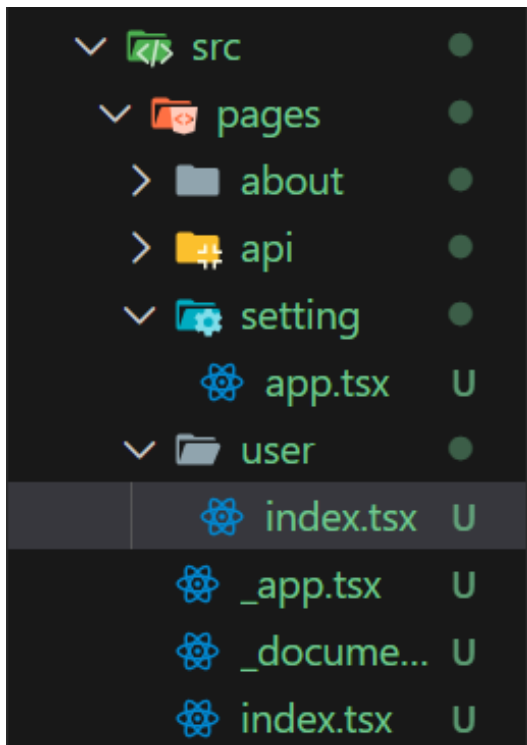 src
pages
about
api
setting
app.tsx U
user
index.tsx U
_app.tsx U
_docume... U
index.tsx U